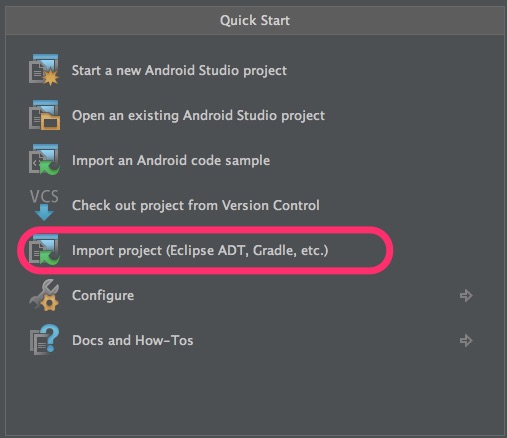 Quick Start
Start a new Android Studio project
Open an existing Android Studio project
Import an Android code sample
VCS
Check out project from Version Control
Import project (Eclipse ADT, Gradle, etc.)
Configure
Docs and How-Tos